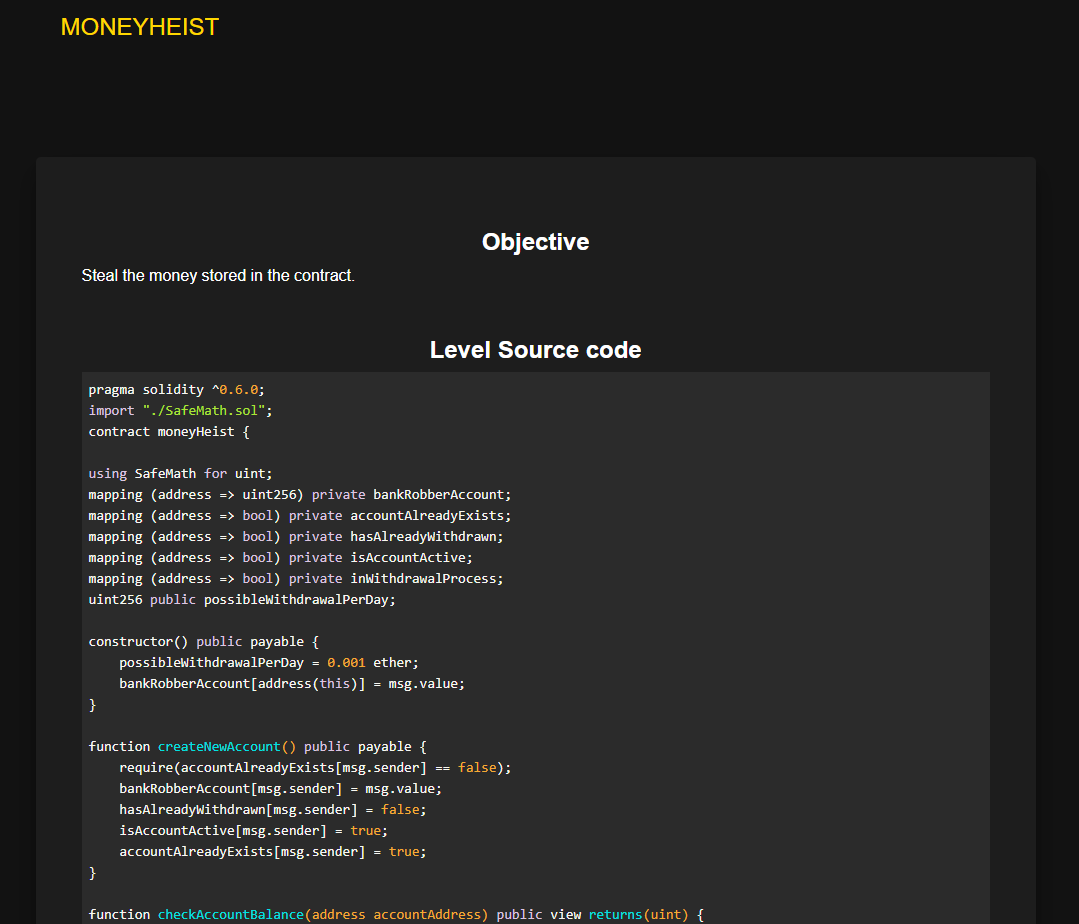 MONEYHEIST
Objective
Steal the money stored in the contract.
Level Source code
pragma solidity ^0.6.0;
import "./SafeMath.sol";
contract moneyHeist {
using SafeMath for uint;
mapping (address => uint256) private bankRobberAccount;
mapping (address => bool) private accountAlreadyExists;
mapping (address => bool) private hasAlreadyWithdrawn;
mapping (address => bool) private isAccountActive;
mapping (address => bool) private inWithdrawalProcess;
uint256 public possibleWithdrawalPerDay;
constructor() public payable {
    possibleWithdrawalPerDay = 0.001 ether;
    bankRobberAccount[address(this)] = msg.value;
}
function createNewAccount() public payable {
    require(accountAlreadyExists[msg.sender] == false);
    bankRobberAccount[msg.sender] = msg.value;
    hasAlreadyWithdrawn[msg.sender] = false;
    isAccountActive[msg.sender] = true;
    accountAlreadyExists[msg.sender] = true;
}
function checkAccountBalance(address accountAddress) public view returns(uint) {